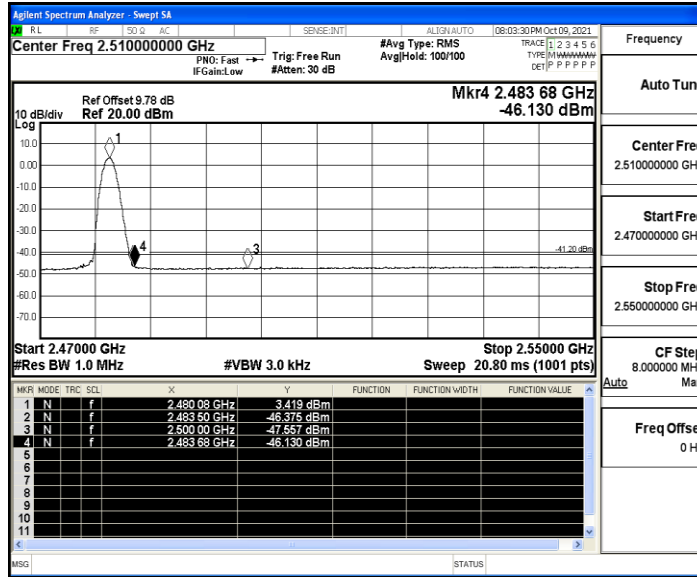 Agilent Spectrum Analyzer - Swept SA
RL RF 50 Ω AC SENSE:INT ALIGN AUTO 08:03:30 PM Oct 09, 2021
Center Freq 2.510000000 GHz
PNO: Fast
IFGain:Low
Trig: Free Run
#Atten: 30 dB
#Avg Type: RMS
Avg|Hold: 100/100
TRACE 1 2 3 4 5 6
TYPE MWWWWW
DET P P P P P P
Ref Offset 9.78 dB
Ref 20.00 dBm
10 dB/div
Log
Mkr4 2.483 68 GHz
-46.130 dBm
10.0
0.00
-10.0
-20.0
-30.0
-40.0
-50.0
-60.0
-70.0
1
4
3
-41.20 dBm
Start 2.47000 GHz Stop 2.55000 GHz
#Res BW 1.0 MHz #VBW 3.0 kHz Sweep 20.80 ms (1001 pts)
MKR MODE TRC SCL X Y FUNCTION FUNCTION WIDTH FUNCTION VALUE
1 N f 2.480 08 GHz 3.419 dBm
2 N f 2.483 50 GHz -46.375 dBm
3 N f 2.500 00 GHz -47.557 dBm
4 N f 2.483 68 GHz -46.130 dBm
5
6
7
8
9
10
11
MSG STATUS
Frequency
Auto Tun
Center Fre
2.510000000 GH
Start Fre
2.470000000 GH
Stop Fre
2.550000000 GH
CF Step
8.000000 MH
Auto Ma
Freq Offse
0 H